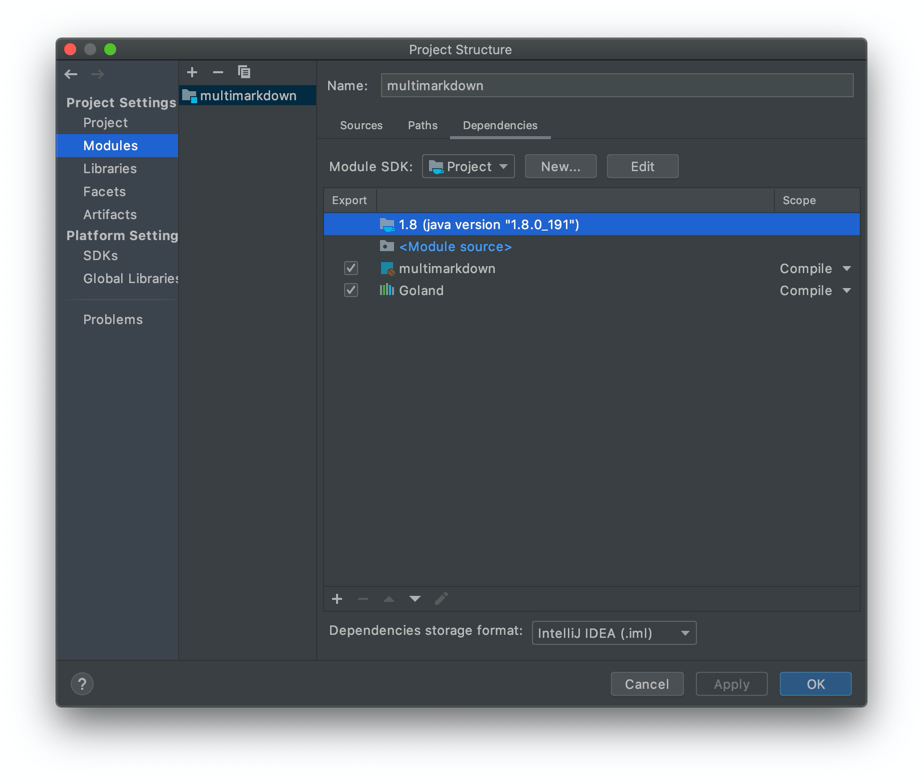 Project Structure
Project Settings
Project
Modules
Libraries
Facets
Artifacts
Platform Setting
SDKs
Global Libraries
Problems
multimarkdown
Name: multimarkdown
Sources Paths Dependencies
Module SDK: Project New... Edit
Export Scope
1.8 (java version "1.8.0_191")
<Module source>
multimarkdown Compile
Goland Compile
Dependencies storage format: IntelliJ IDEA (.iml)
? Cancel Apply OK